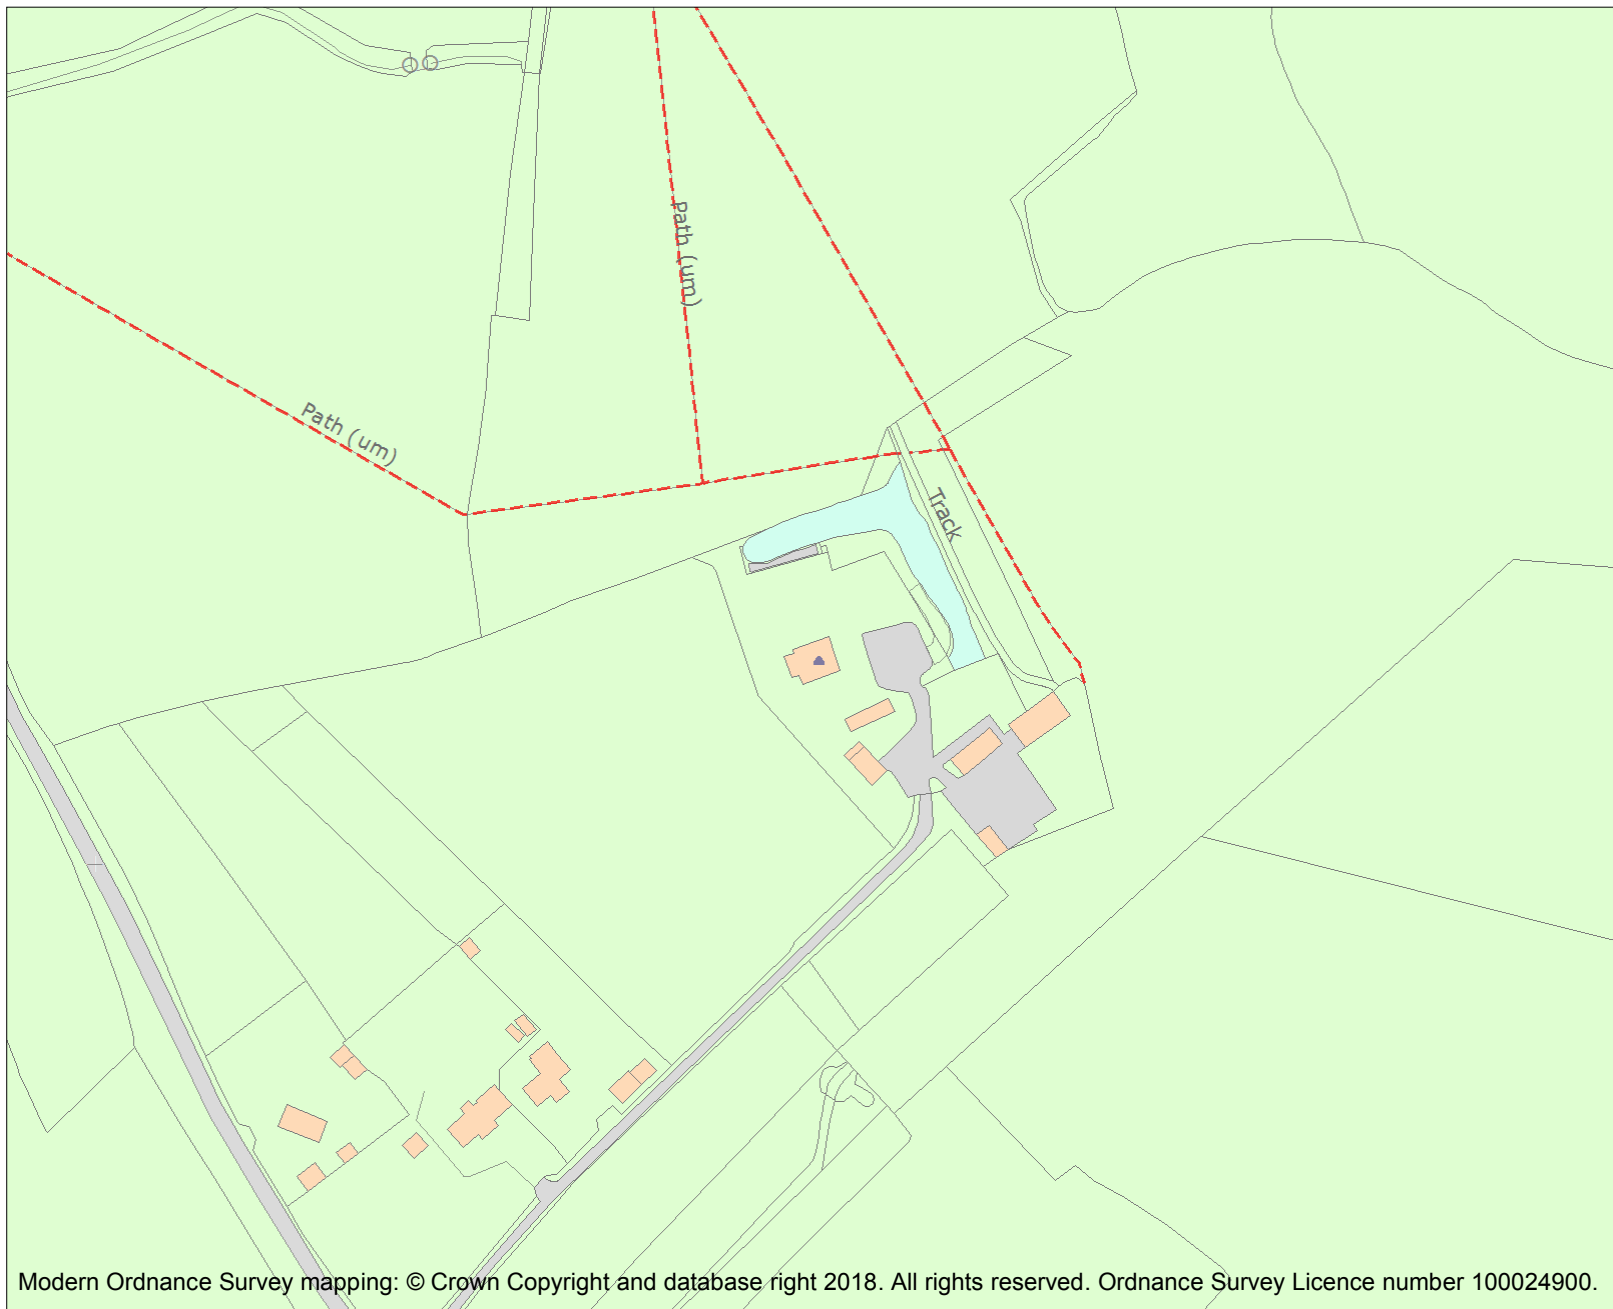 Path (um)
Path (um)
Track
Modern Ordnance Survey mapping: © Crown Copyright and database right 2018. All rights reserved. Ordnance Survey Licence number 100024900.